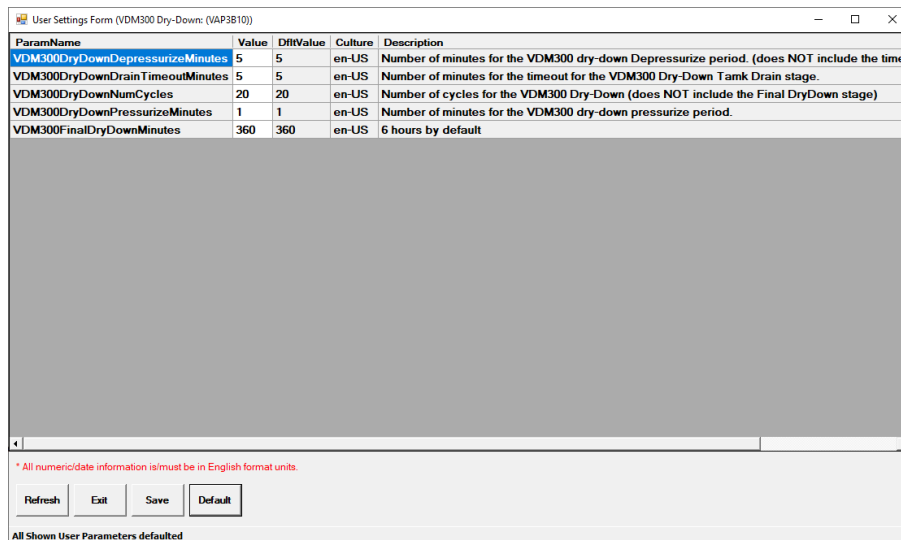 User Settings Form (VDM300 Dry-Down: (VAP3B10))
ParamName Value DfltValue Culture Description
VDM300DryDownDepressurizeMinutes 5 5 en-US Number of minutes for the VDM300 dry-down Depressurize period. (does NOT include the time
VDM300DryDownDrainTimeoutMinutes 5 5 en-US Number of minutes for the timeout for the VDM300 Dry-Down Tamk Drain stage.
VDM300DryDownNumCycles 20 20 en-US Number of cycles for the VDM300 Dry-Down (does NOT include the Final DryDown stage)
VDM300DryDownPressurizeMinutes 1 1 en-US Number of minutes for the VDM300 dry-down pressurize period.
VDM300FinalDryDownMinutes 360 360 en-US 6 hours by default
* All numeric/date information is/must be in English format units.
Refresh Exit Save Default
All Shown User Parameters defaulted